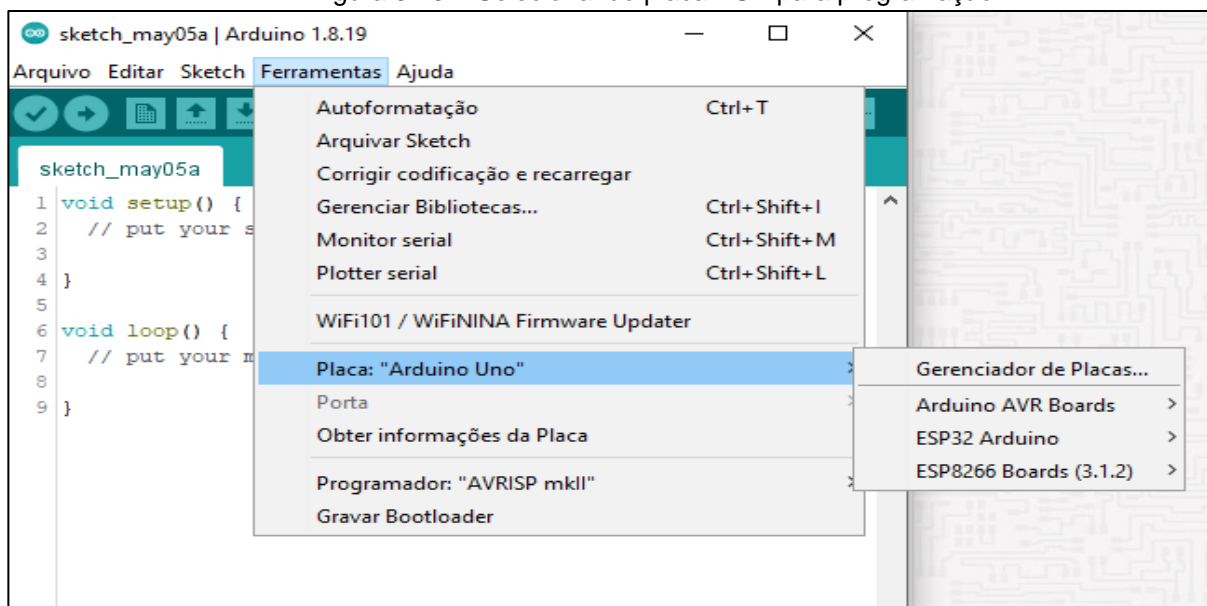 sketch_may05a | Arduino 1.8.19
Arquivo Editar Sketch Ferramentas Ajuda
Autoformatação Ctrl+T
Arquivar Sketch
Corrigir codificação e recarregar
Gerenciar Bibliotecas... Ctrl+Shift+I
Monitor serial Ctrl+Shift+M
Plotter serial Ctrl+Shift+L
WiFi101 / WiFiNINA Firmware Updater
Placa: "Arduino Uno"
Porta
Obter informações da Placa
Programador: "AVRISP mkII"
Gravar Bootloader
Gerenciador de Placas...
Arduino AVR Boards
ESP32 Arduino
ESP8266 Boards (3.1.2)
sketch_may05a
1 void setup() {
2 // put your s
3
4 }
5
6 void loop() {
7 // put your m
8
9 }